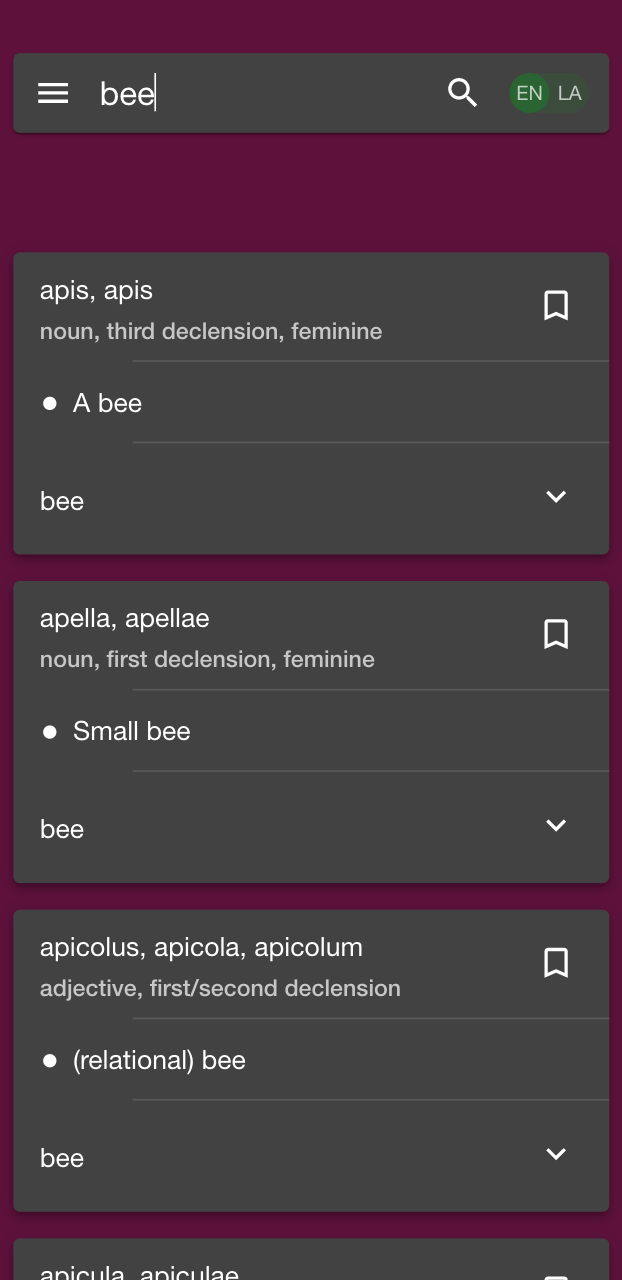 bee
EN LA
apis, apis
noun, third declension, feminine
A bee
bee
apella, apellae
noun, first declension, feminine
Small bee
bee
apicolus, apicola, apicolum
adjective, first/second declension
(relational) bee
bee
apicula, apiculae